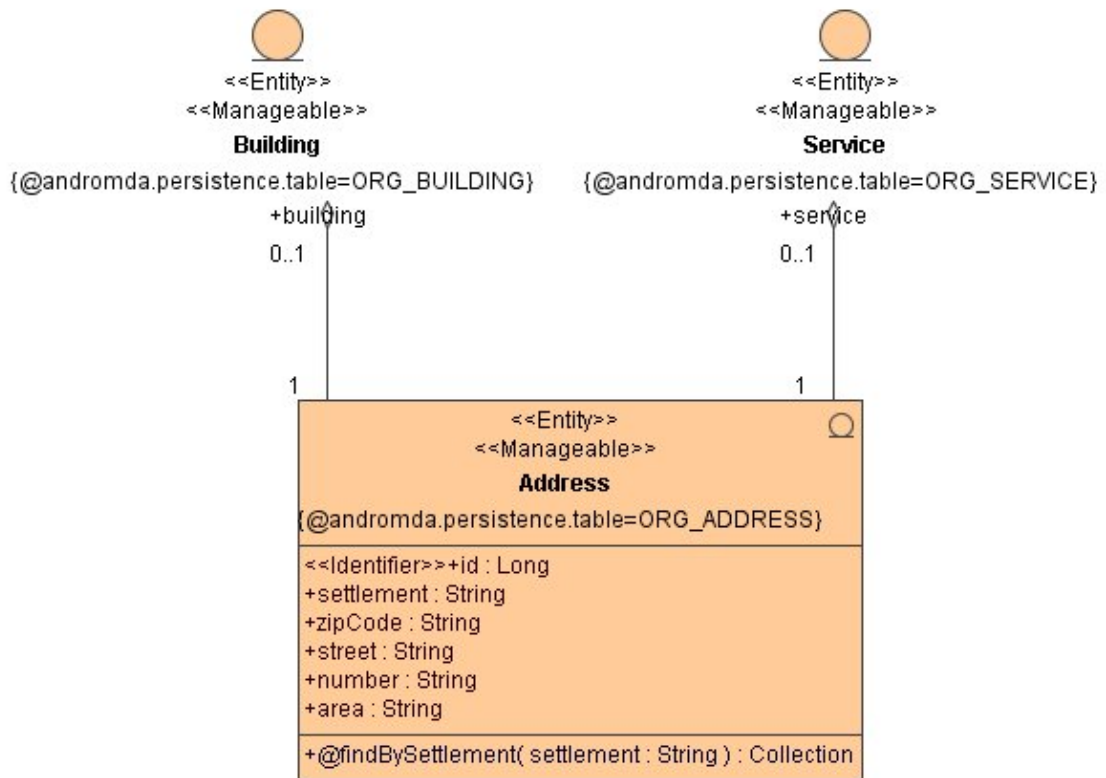 <<Entity>>
<<Manageable>>
Building
{@andromda.persistence.table=ORG_BUILDING}
+building
0..1
1
<<Entity>>
<<Manageable>>
Service
{@andromda.persistence.table=ORG_SERVICE}
+service
0..1
1
<<Entity>>
<<Manageable>>
Address
{@andromda.persistence.table=ORG_ADDRESS}
<<Identifier>>+id : Long
+settlement : String
+zipCode : String
+street : String
+number : String
+area : String
+@findBySettlement( settlement : String ) : Collection